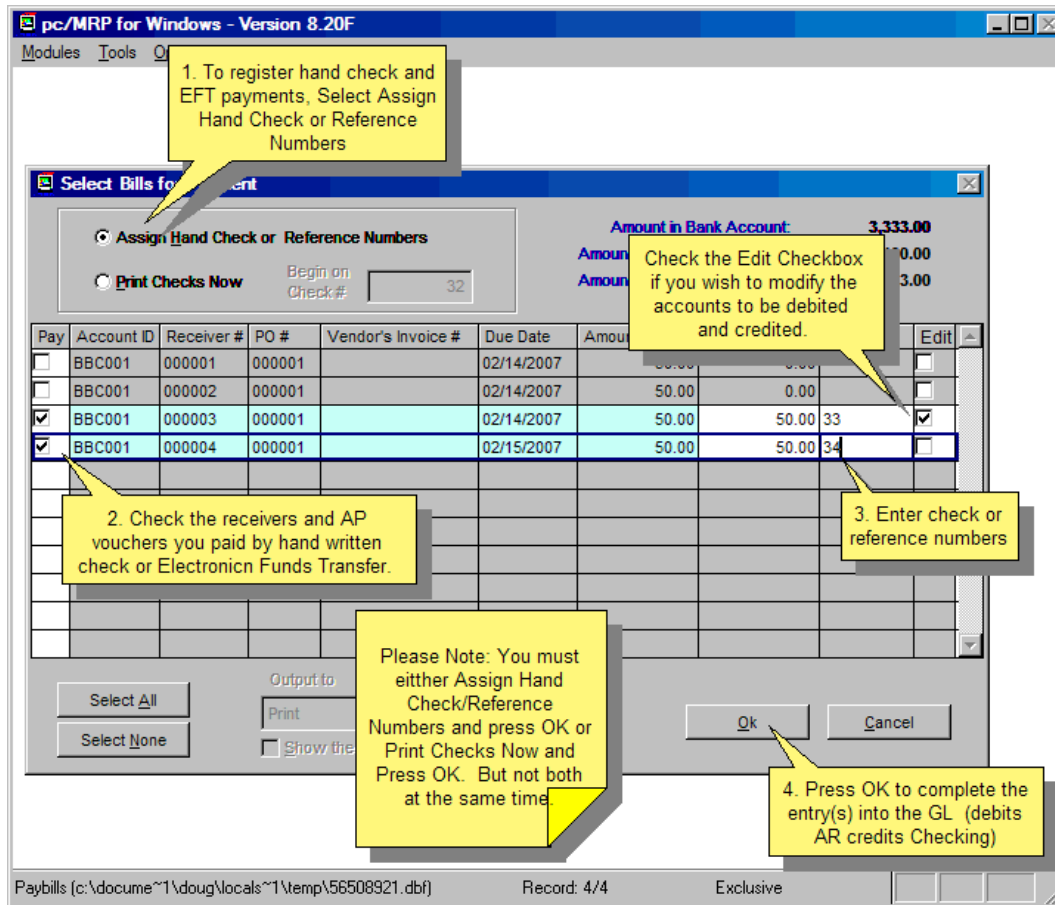 pc/MRP for Windows - Version 8.20F
Modules Tools
1. To register hand check and
EFT payments, Select Assign
Hand Check or Reference
Numbers
Select Bills for
Assign Hand Check or Reference Numbers
Print Checks Now
Begin on
Check #
32
Amount in Bank Account: 3,333.00
Check the Edit Checkbox
if you wish to modify the
accounts to be debited
and credited.
Pay Account ID Receiver # PO # Vendor's Invoice # Due Date Edit
BBC001 000001 000001 02/14/2007
BBC001 000002 000001 02/14/2007 50.00 0.00
BBC001 000003 000001 02/14/2007 50.00 50.00 33
BBC001 000004 000001 02/15/2007 50.00 50.00 34
2. Check the receivers and AP
vouchers you paid by hand written
check or Electronicn Funds Transfer.
3. Enter check or
reference numbers
Please Note: You must
either Assign Hand
Check/Reference
Numbers and press OK or
Print Checks Now and
Press OK. But not both
at the same time.
Select All
Select None
Output to
Print
Show the
Ok
Cancel
4. Press OK to complete the
entry(s) into the GL (debits
AR credits Checking)
Paybills (c:\docume~1\doug\locals~1\temp\56508921.dbf) Record: 4/4 Exclusive